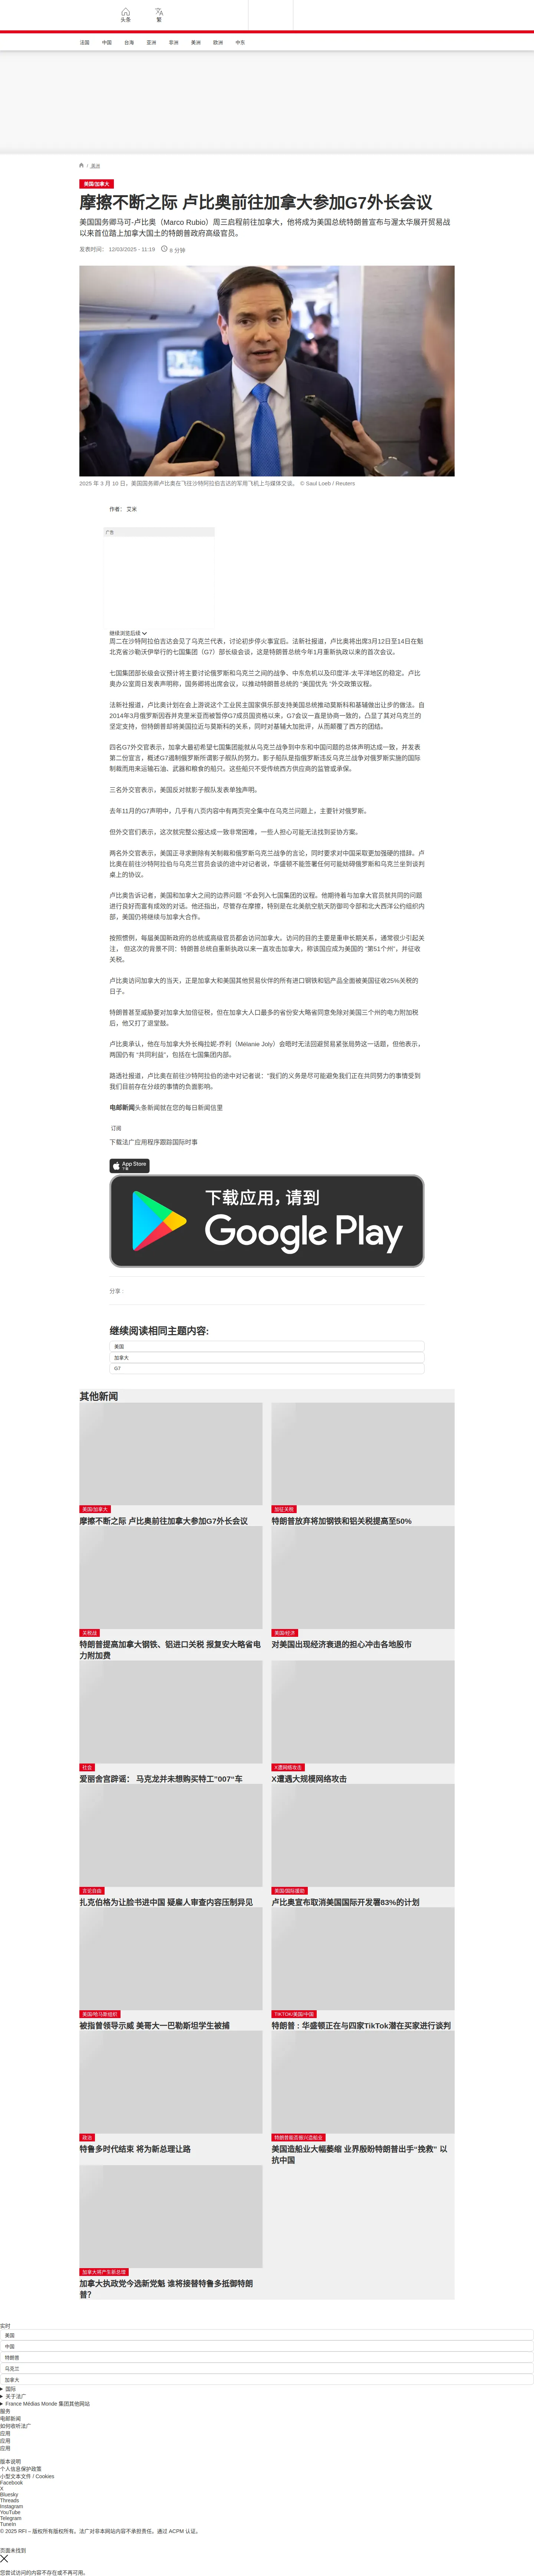 头条
繁
法国 中国 台海 亚洲 非洲 美洲 欧洲 中东
/ 美洲
美国/加拿大
摩擦不断之际 卢比奥前往加拿大参加G7外长会议
美国国务卿马可-卢比奥（Marco Rubio）周三启程前往加拿大，他将成为美国总统特朗普宣布与渥太华展开贸易战以来首位踏上加拿大国土的特朗普政府高级官员。
发表时间： 12/03/2025 - 11:19 8 分钟
2025 年 3 月 10 日，美国国务卿卢比奥在飞往沙特阿拉伯吉达的军用飞机上与媒体交谈。 © Saul Loeb / Reuters
作者： 艾米
广告
继续浏览后续
周二在沙特阿拉伯吉达会见了乌克兰代表，讨论初步停火事宜后。法新社报道，卢比奥将出席3月12日至14日在魁北克省沙勒沃伊举行的七国集团（G7）部长级会谈，这是特朗普总统今年1月重新执政以来的首次会议。
七国集团部长级会议预计将主要讨论俄罗斯和乌克兰之间的战争、中东危机以及印度洋-太平洋地区的稳定。卢比奥办公室周日发表声明称，国务卿将出席会议，以推动特朗普总统的 “美国优先 ”外交政策议程。
法新社报道，卢比奥计划在会上游说这个工业民主国家俱乐部支持美国总统推动莫斯科和基辅做出让步的做法。自2014年3月俄罗斯因吞并克里米亚而被暂停G7成员国资格以来，G7会议一直是协商一致的，凸显了其对乌克兰的坚定支持，但特朗普却将美国拉近与莫斯科的关系，同时对基辅大加批评，从而颠覆了西方的团结。
四名G7外交官表示，加拿大最初希望七国集团能就从乌克兰战争到中东和中国问题的总体声明达成一致，并发表第二份宣言，概述G7遏制俄罗斯所谓影子舰队的努力。影子船队是指俄罗斯违反乌克兰战争对俄罗斯实施的国际制裁而用来运输石油、武器和粮食的船只。这些船只不受传统西方供应商的监管或承保。
三名外交官表示，美国反对就影子舰队发表单独声明。
去年11月的G7声明中，几乎有八页内容中有两页完全集中在乌克兰问题上，主要针对俄罗斯。
但外交官们表示，这次就完整公报达成一致非常困难，一些人担心可能无法找到妥协方案。
两名外交官表示，美国正寻求删除有关制裁和俄罗斯乌克兰战争的言论，同时要求对中国采取更加强硬的措辞。卢比奥在前往沙特阿拉伯与乌克兰官员会谈的途中对记者说，华盛顿不能签署任何可能妨碍俄罗斯和乌克兰坐到谈判桌上的协议。
卢比奥告诉记者，美国和加拿大之间的边界问题 “不会列入七国集团的议程。他期待着与加拿大官员就共同的问题进行良好而富有成效的对话。他还指出，尽管存在摩擦，特别是在北美航空航天防御司令部和北大西洋公约组织内部，美国仍将继续与加拿大合作。
按照惯例，每届美国新政府的总统或高级官员都会访问加拿大。访问的目的主要是重申长期关系，通常很少引起关注， 但这次的背景不同：特朗普总统自重新执政以来一直攻击加拿大，称该国应成为美国的 “第51个州”，并征收关税。
卢比奥访问加拿大的当天，正是加拿大和美国其他贸易伙伴的所有进口钢铁和铝产品全面被美国征收25%关税的日子。
特朗普甚至威胁要对加拿大加倍征税，但在加拿大人口最多的省份安大略省同意免除对美国三个州的电力附加税后，他又打了退堂鼓。
卢比奥承认，他在与加拿大外长梅拉妮-乔利（Mélanie Joly）会晤时无法回避贸易紧张局势这一话题，但他表示，两国仍有 “共同利益”，包括在七国集团内部。
路透社报道，卢比奥在前往沙特阿拉伯的途中对记者说：“我们的义务是尽可能避免我们正在共同努力的事情受到我们目前存在分歧的事情的负面影响。
电邮新闻头条新闻就在您的每日新闻信里
订阅
下载法广应用程序跟踪国际时事
App Store
下载
下载应用，请到
Google Play
分享 :
继续阅读相同主题内容:
美国
加拿大
G7
其他新闻
美国/加拿大
摩擦不断之际 卢比奥前往加拿大参加G7外长会议
加征关税
特朗普放弃将加钢铁和铝关税提高至50%
关税战
特朗普提高加拿大钢铁、铝进口关税 报复安大略省电力附加费
美国/经济
对美国出现经济衰退的担心冲击各地股市
社会
爱丽舍宫辟谣： 马克龙并未想购买特工"007"车
X遭网络攻击
X遭遇大规模网络攻击
言论自由
扎克伯格为让脸书进中国 疑雇人审查内容压制异见
美国/国际援助
卢比奥宣布取消美国国际开发署83%的计划
美国/哈马斯组织
被指曾领导示威 美哥大一巴勒斯坦学生被捕
TIKTOK/美国/中国
特朗普 : 华盛顿正在与四家TikTok潜在买家进行谈判
政治
特鲁多时代结束 将为新总理让路
特朗普能否振兴造船业
美国造船业大幅萎缩 业界殷盼特朗普出手"挽救" 以抗中国
加拿大将产生新总理
加拿大执政党今选新党魁 谁将接替特鲁多抵御特朗普?
实时
美国
中国
特朗普
乌克兰
加拿大
国际
关于法广
France Médias Monde 集团其他网站
服务
电邮新闻
如何收听法广
应用
应用
应用
版本说明
个人信息保护政策
小型文本文件 / Cookies
Facebook
X
Bluesky
Threads
Instagram
YouTube
Telegram
TuneIn
© 2025 RFI – 版权所有版权所有。法广对非本网站内容不承担责任。通过 ACPM 认证。
页面未找到
您尝试访问的内容不存在或不再可用。